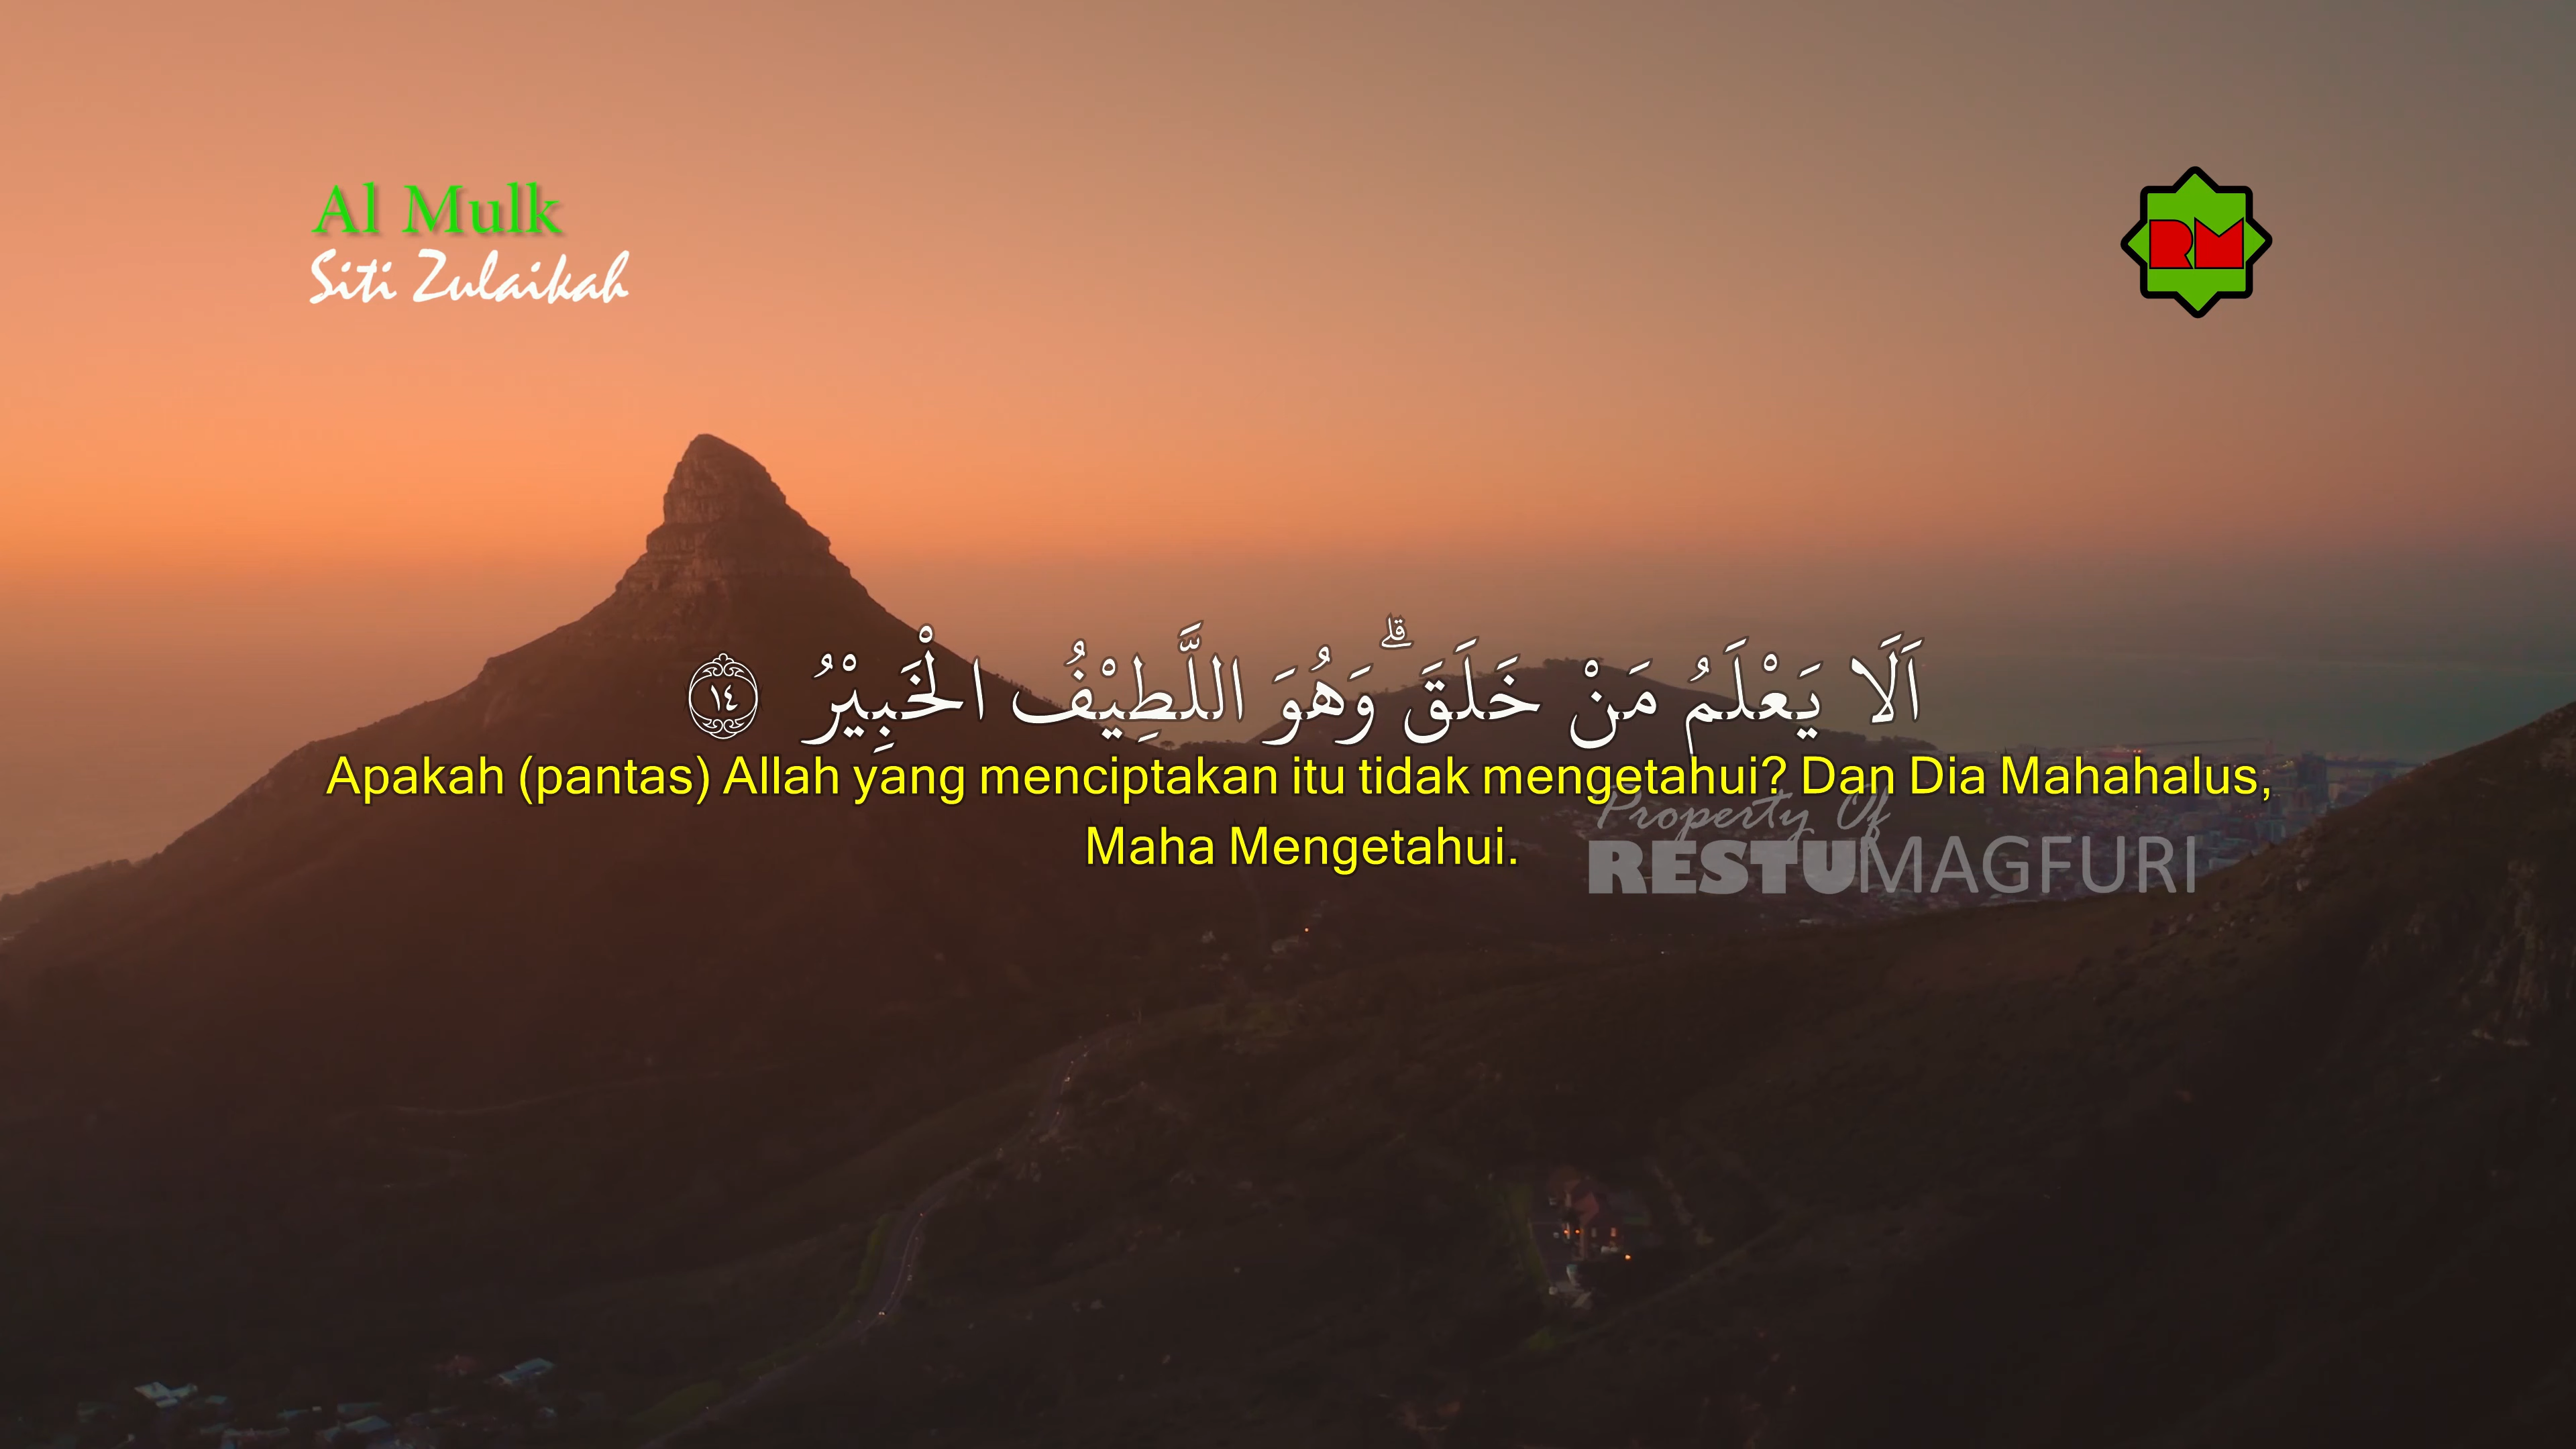 Al Mulk
Siti Zulaikah
RM
اَلَا يَعْلَمُ مَنْ خَلَقَۗ وَهُوَ اللَّطِيْفُ الْخَبِيْرُ ١٤
Apakah (pantas) Allah yang menciptakan itu tidak mengetahui? Dan Dia Mahahalus,
Maha Mengetahui.
Property Of
RESTUMAGFURI